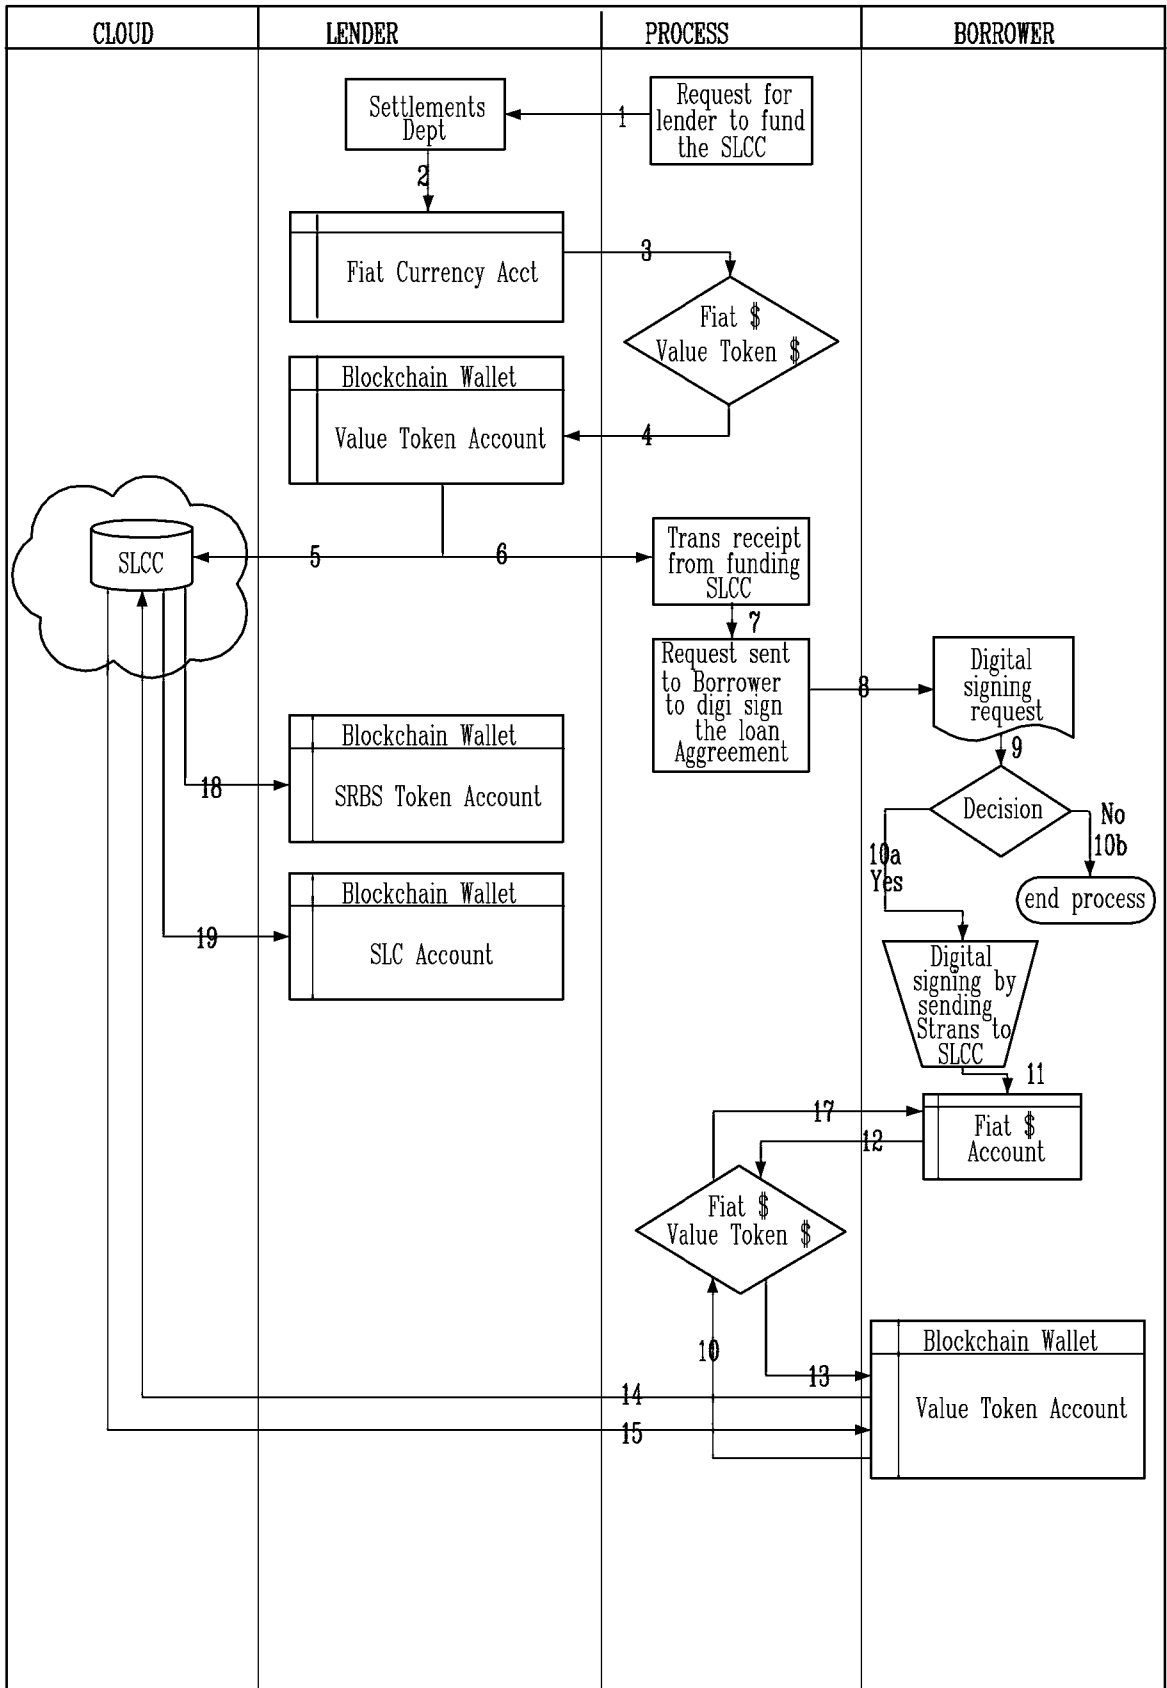 CLOUD
LENDER
PROCESS
BORROWER
Settlements
Dept
1
Request for
lender to fund
the SLCC
2
Fiat Currency Acct
3
Fiat $
Value Token $
Blockchain Wallet
Value Token Account
4
SLCC
5
6
Trans receipt
from funding
SLCC
7
Request sent
to Borrower
to digi sign
the loan
Aggreement
8
Digital
signing
request
9
Decision
No
10b
10a
Yes
end process
Blockchain Wallet
SRBS Token Account
18
Blockchain Wallet
SLC Account
19
Digital
signing by
sending
Strans to
SLCC
11
Fiat $
Account
17
12
Fiat $
Value Token $
10
13
Blockchain Wallet
Value Token Account
14
15